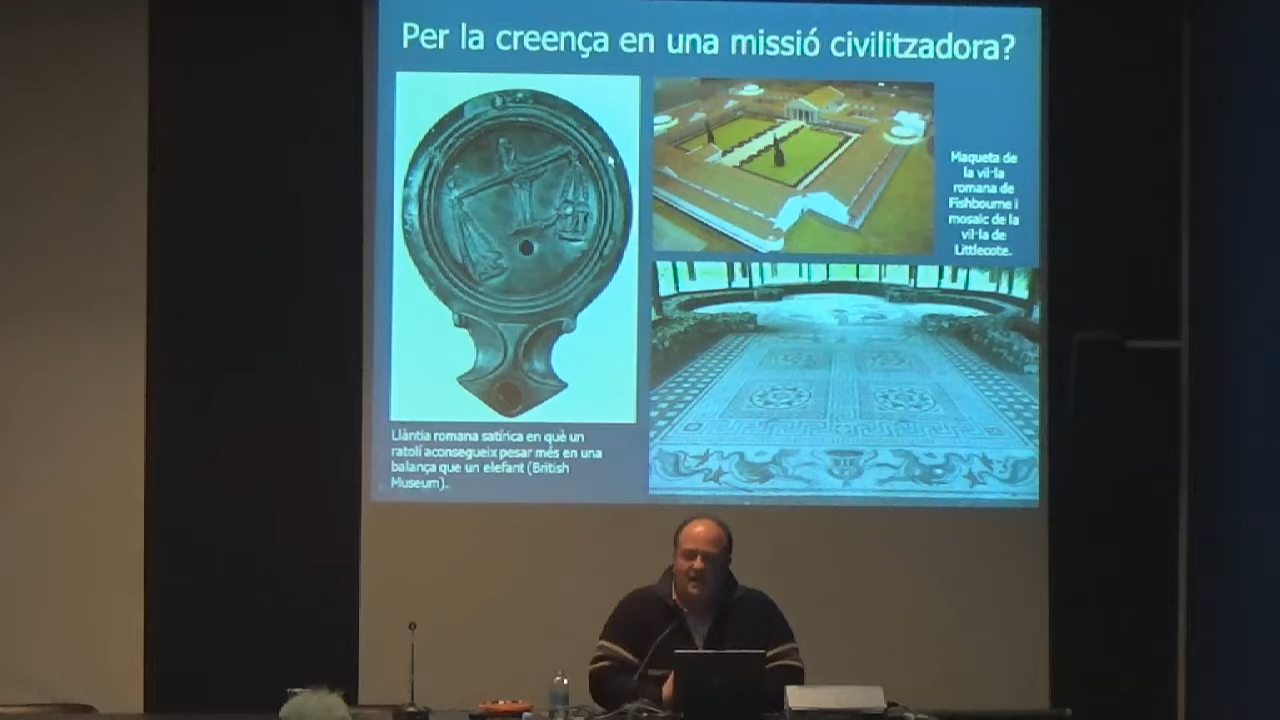 Per la creença en una missió civilitzadora?
Maqueta de
la vil·la
romana de
Fishbourne i
mosaic de la
vil·la de
Littlecote.
Llàntia romana satírica en què un
ratolí aconsegueix pesar més en una
balança que un elefant (British
Museum).